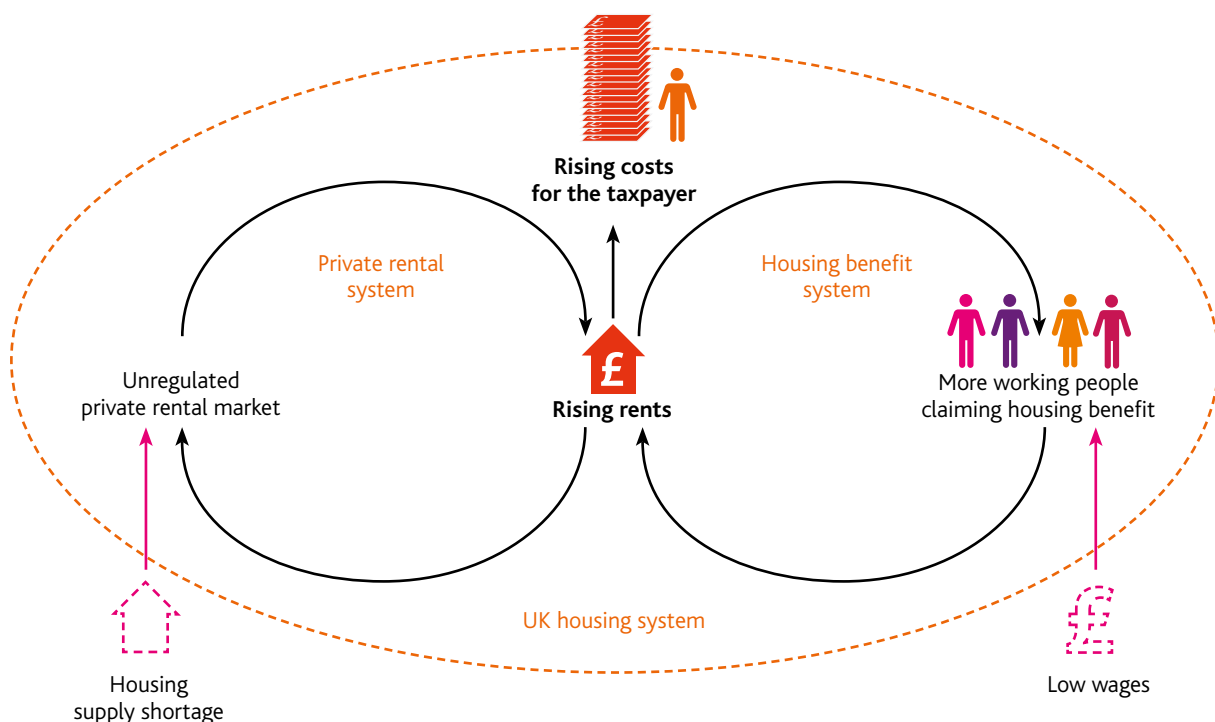 Rising costs
for the taxpayer
Private rental
system
Housing benefit
system
Unregulated
private rental market
£
Rising rents
More working people
claiming housing benefit
UK housing system
£
Housing
supply shortage
Low wages